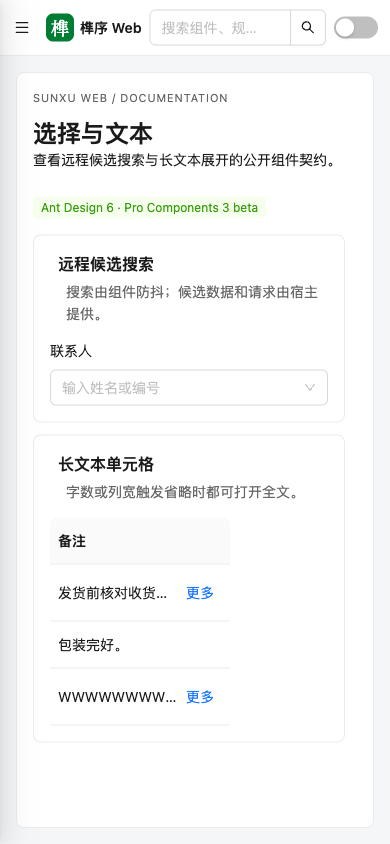 榫 榫序 Web 搜索组件、规...
SUNXU WEB / DOCUMENTATION
选择与文本
查看远程候选搜索与长文本展开的公开组件契约。
Ant Design 6 · Pro Components 3 beta
远程候选搜索
搜索由组件防抖；候选数据和请求由宿主
提供。
联系人
输入姓名或编号
长文本单元格
字数或列宽触发省略时都可打开全文。
备注
发货前核对收货... 更多
包装完好。
WWWWWWWW... 更多